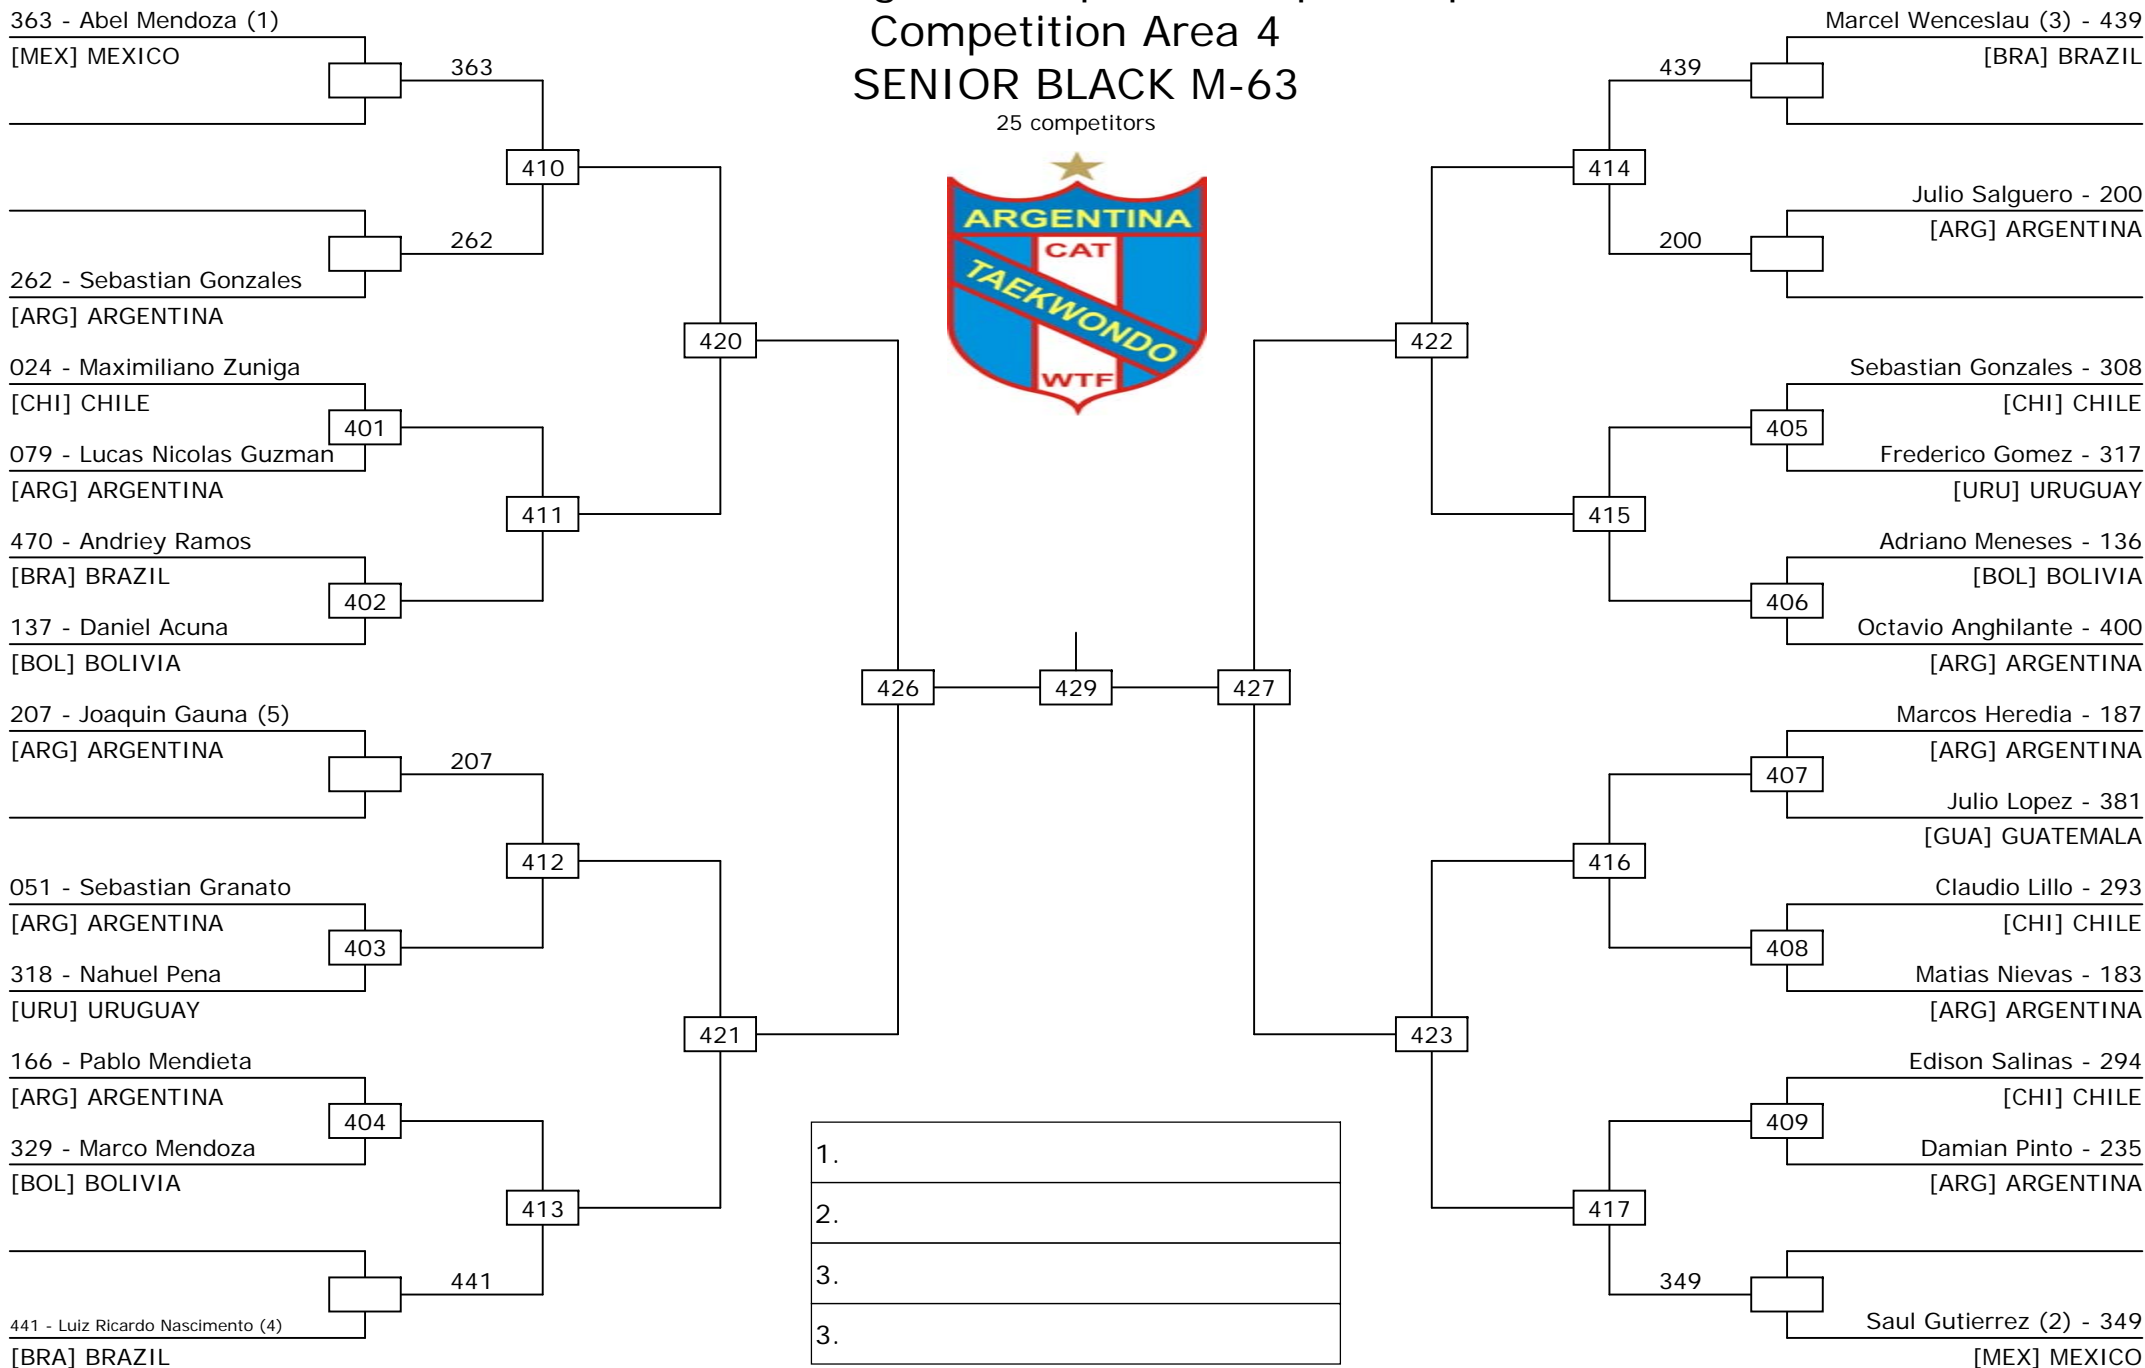 Competition Area 4
SENIOR BLACK M-63
25 competitors
ARGENTINA
CAT
TAEKWONDO
WTF
363 - Abel Mendoza (1)
[MEX] MEXICO
363
410
262
262 - Sebastian Gonzales
[ARG] ARGENTINA
420
024 - Maximiliano Zuniga
[CHI] CHILE
401
079 - Lucas Nicolas Guzman
[ARG] ARGENTINA
411
470 - Andriey Ramos
[BRA] BRAZIL
402
137 - Daniel Acuna
[BOL] BOLIVIA
426
207 - Joaquin Gauna (5)
[ARG] ARGENTINA
207
412
051 - Sebastian Granato
[ARG] ARGENTINA
403
318 - Nahuel Pena
[URU] URUGUAY
421
166 - Pablo Mendieta
[ARG] ARGENTINA
404
329 - Marco Mendoza
[BOL] BOLIVIA
413
441
441 - Luiz Ricardo Nascimento (4)
[BRA] BRAZIL
429
Marcel Wenceslau (3) - 439
[BRA] BRAZIL
439
414
Julio Salguero - 200
[ARG] ARGENTINA
200
422
Sebastian Gonzales - 308
[CHI] CHILE
405
Frederico Gomez - 317
[URU] URUGUAY
415
Adriano Meneses - 136
[BOL] BOLIVIA
406
Octavio Anghilante - 400
[ARG] ARGENTINA
427
Marcos Heredia - 187
[ARG] ARGENTINA
407
Julio Lopez - 381
[GUA] GUATEMALA
416
Claudio Lillo - 293
[CHI] CHILE
408
Matias Nievas - 183
[ARG] ARGENTINA
423
Edison Salinas - 294
[CHI] CHILE
409
Damian Pinto - 235
[ARG] ARGENTINA
417
349
Saul Gutierrez (2) - 349
[MEX] MEXICO
1.
2.
3.
3.